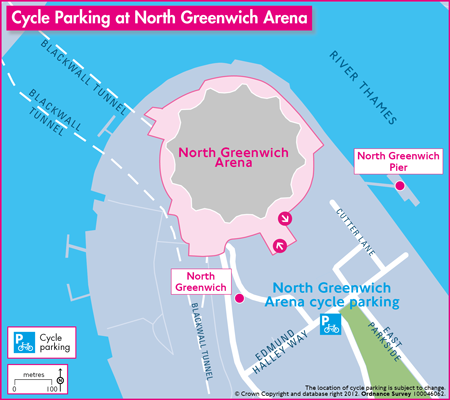 Cycle Parking at North Greenwich Arena
BLACKWALL TUNNEL
BLACKWALL
TUNNEL
RIVER THAMES
North Greenwich
Arena
North Greenwich
Pier
CUTTER LANE
North
Greenwich
North Greenwich
Arena cycle parking
BLACKWALL TUNNEL
EDMUND
HALLEY WAY
P
EAST
PARKSIDE
P
Cycle
parking
metres
0 100
The location of cycle parking is subject to change.
© Crown Copyright and database right 2012. Ordnance Survey 100046062.